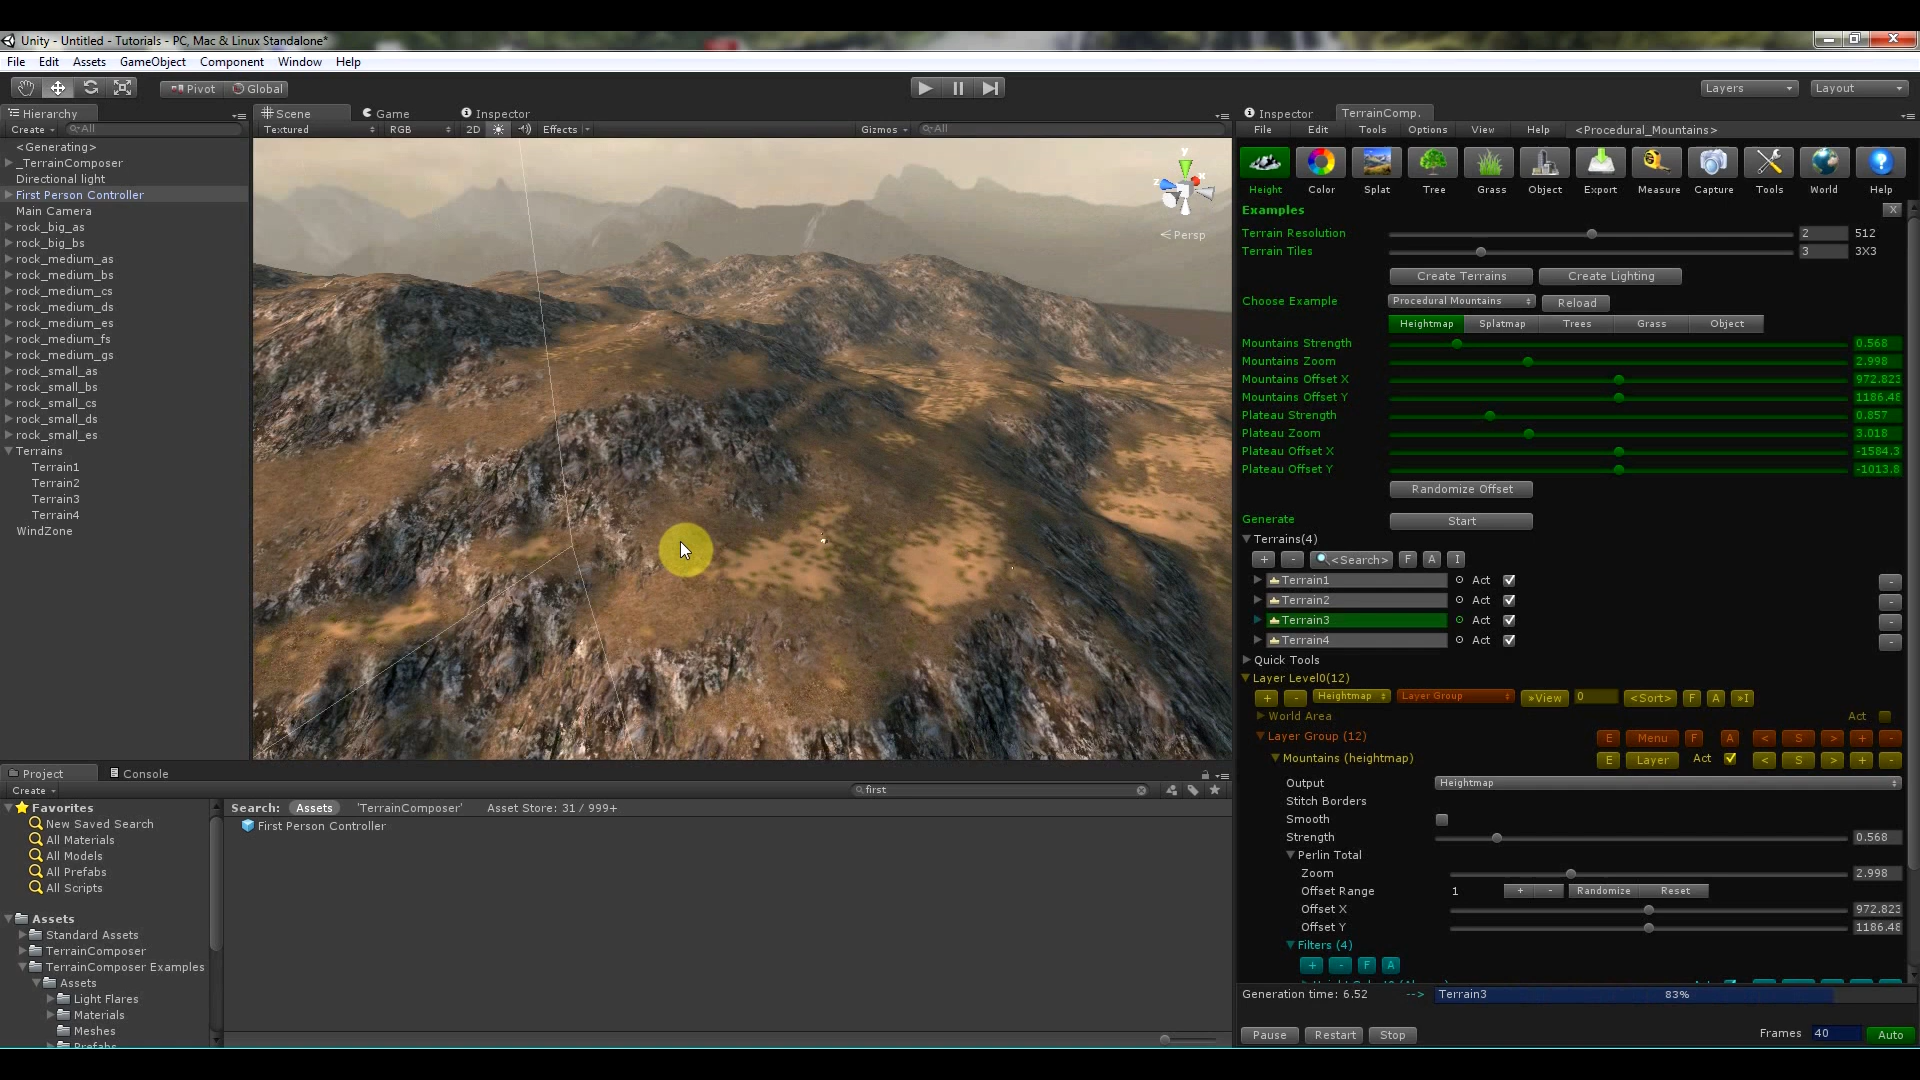 Unity - Untitled - Tutorials - PC, Mac & Linux Standalone*
File Edit Assets GameObject Component Window Help
Pivot Global Layers Layout
Hierarchy
Create All
<Generating>
_TerrainComposer
Directional light
First Person Controller
Main Camera
rock_big_as
rock_big_bs
rock_medium_as
rock_medium_bs
rock_medium_cs
rock_medium_ds
rock_medium_es
rock_medium_fs
rock_medium_gs
rock_small_as
rock_small_bs
rock_small_cs
rock_small_ds
rock_small_es
Terrains
Terrain1
Terrain2
Terrain3
Terrain4
WindZone
Scene Game Inspector
Textured RGB 2D Effects Gizmos All
y
z x
Persp
Inspector TerrainComp.
File Edit Tools Options View Help <Procedural_Mountains>
Height Color Splat Tree Grass Object Export Measure Capture Tools World Help
Examples X
Terrain Resolution 2 512
Terrain Tiles 3 3X3
Create Terrains Create Lighting
Choose Example Procedural Mountains Reload
Heightmap Splatmap Trees Grass Object
Mountains Strength 0.568
Mountains Zoom 2.998
Mountains Offset X 972.823
Mountains Offset Y 1186.48
Plateau Strength 0.857
Plateau Zoom 3.018
Plateau Offset X -1584.3
Plateau Offset Y -1013.8
Randomize Offset
Generate Start
Terrains(4)
+ - <Search> F A I
Terrain1 Act -
Terrain2 Act -
Terrain3 Act -
Terrain4 Act -
Quick Tools
Layer Level0(12)
+ - Heightmap Layer Group »View 0 <Sort> F A »I
World Area Act
Layer Group (12) E Menu F A < S > + -
Mountains (heightmap) E Layer Act < S > + -
Output Heightmap
Stitch Borders
Smooth
Strength 0.568
Perlin Total
Zoom 2.998
Offset Range 1 + - Randomize Reset
Offset X 972.823
Offset Y 1186.48
Filters (4)
+ - F A
Generation time: 6.52 --> Terrain3 83%
Pause Restart Stop Frames 40 Auto
Project Console
Create first
Favorites
New Saved Search
All Materials
All Models
All Prefabs
All Scripts
Assets
Standard Assets
TerrainComposer
TerrainComposer Examples
Assets
Light Flares
Materials
Meshes
Prefabs
Search: Assets 'TerrainComposer' Asset Store: 31 / 999+
First Person Controller